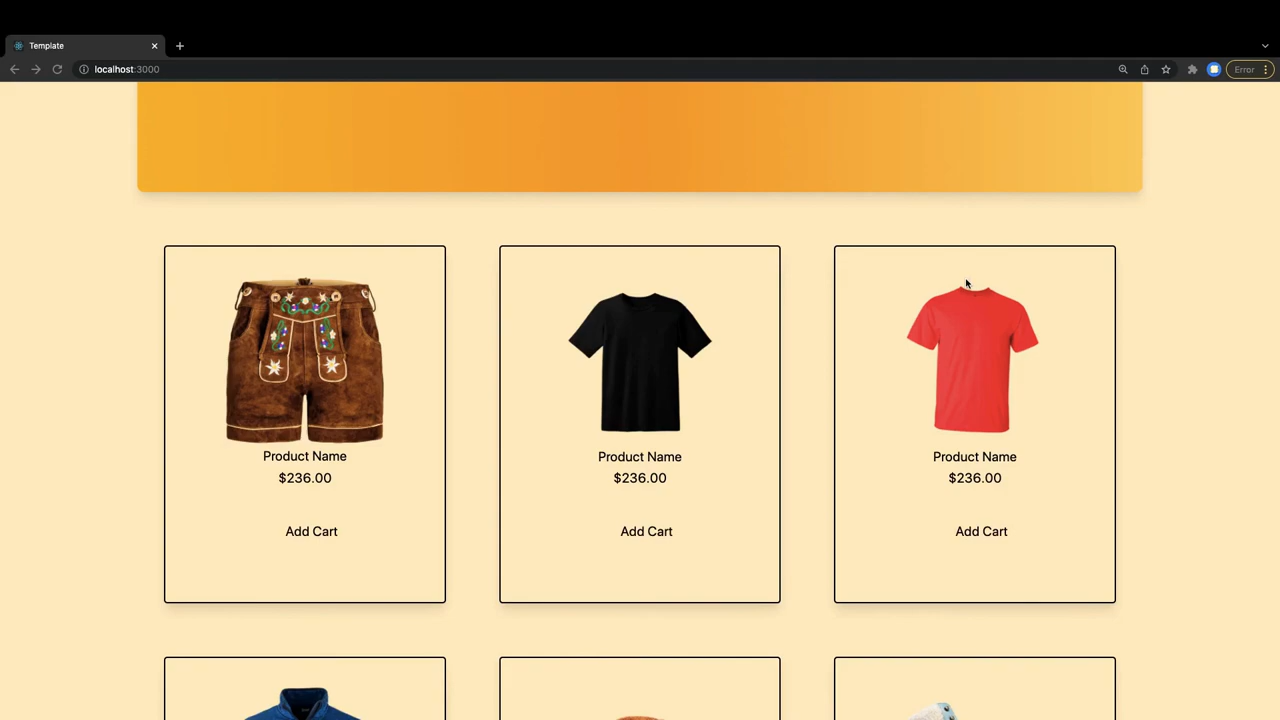 Template
localhost:3000
Error
Product Name
$236.00
Add Cart
Product Name
$236.00
Add Cart
Product Name
$236.00
Add Cart